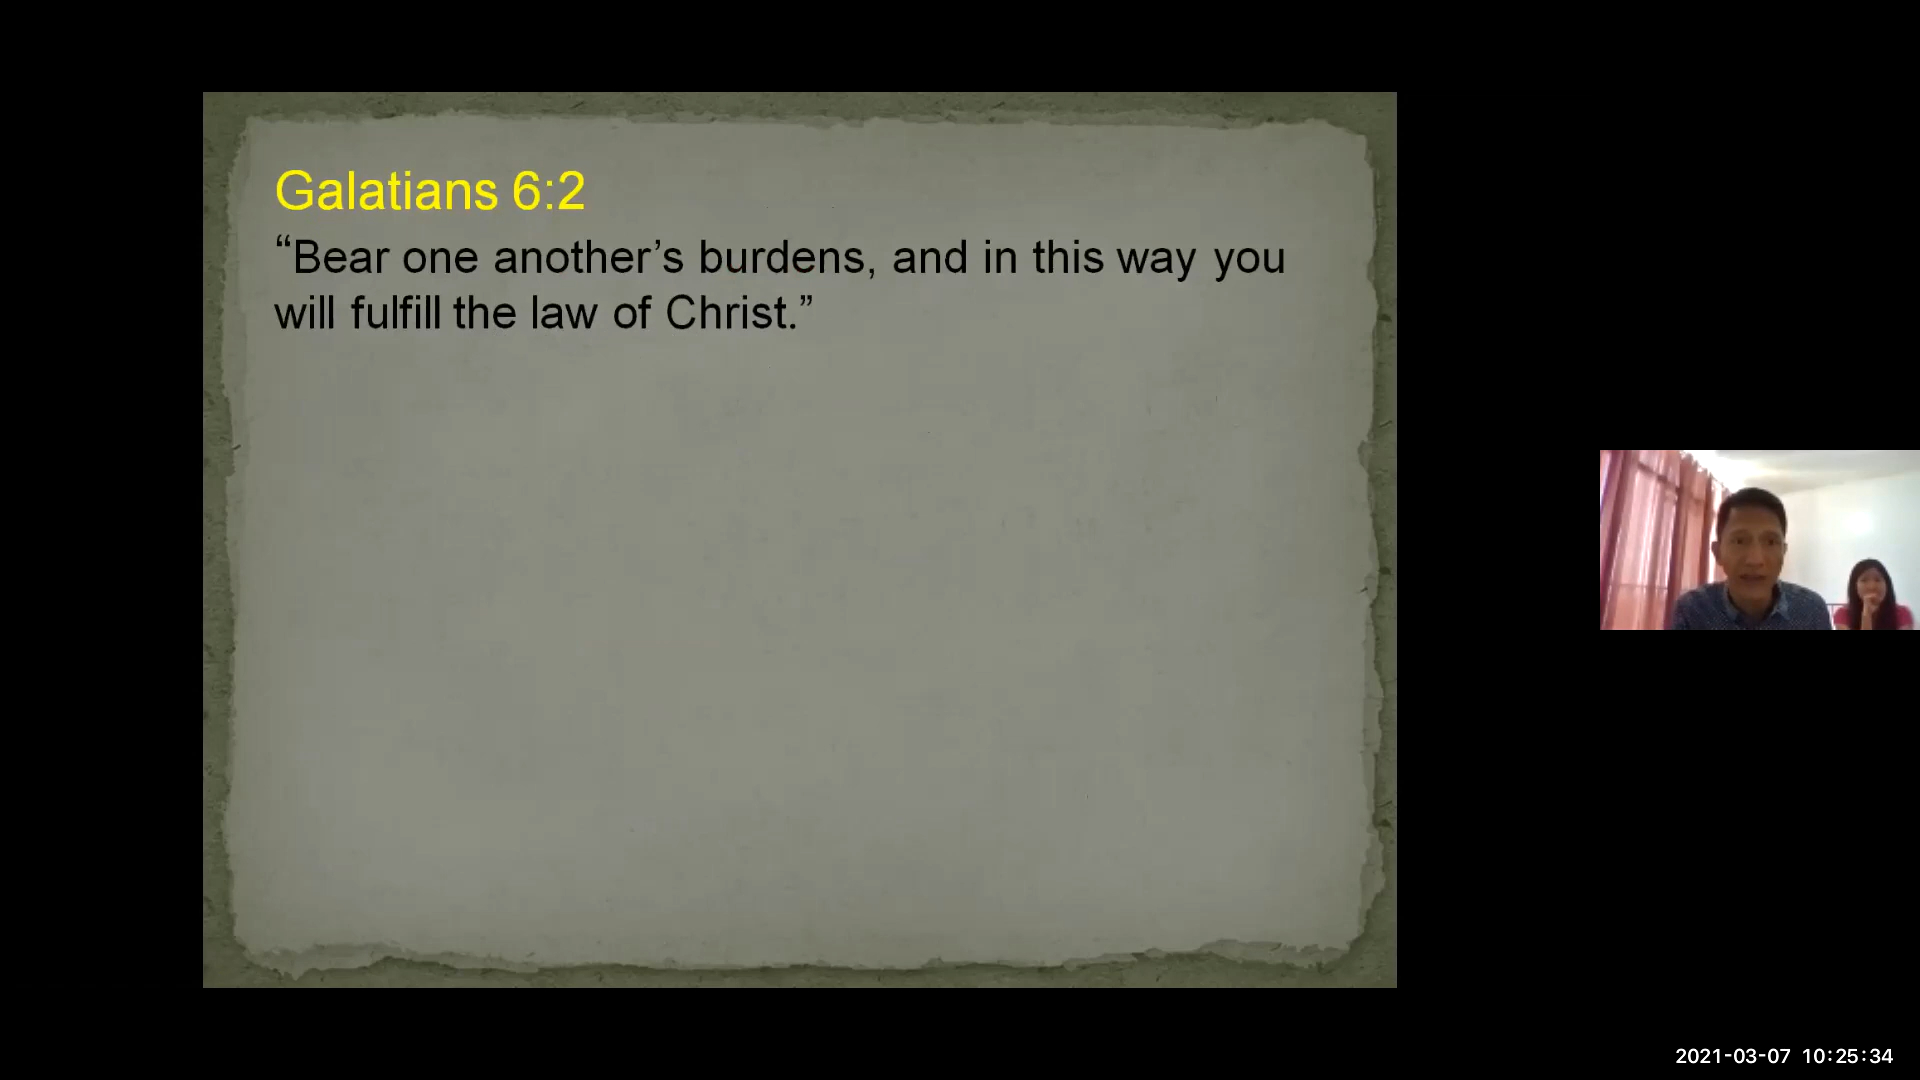 Galatians 6:2
“Bear one another’s burdens, and in this way you
will fulfill the law of Christ.”
2021-03-07 10:25:34